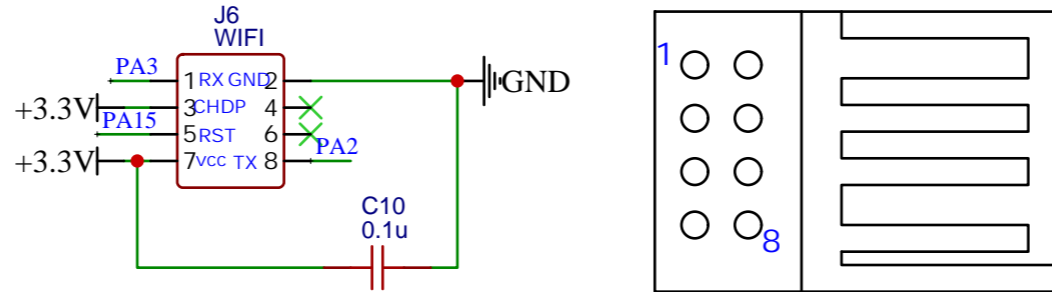 J6
WIFI
PA3
1 RX GND 2
GND
+3.3V
3 CHDP 4
PA15
5 RST 6
PA2
+3.3V
7 vcc TX 8
C10
0.1u
1
8